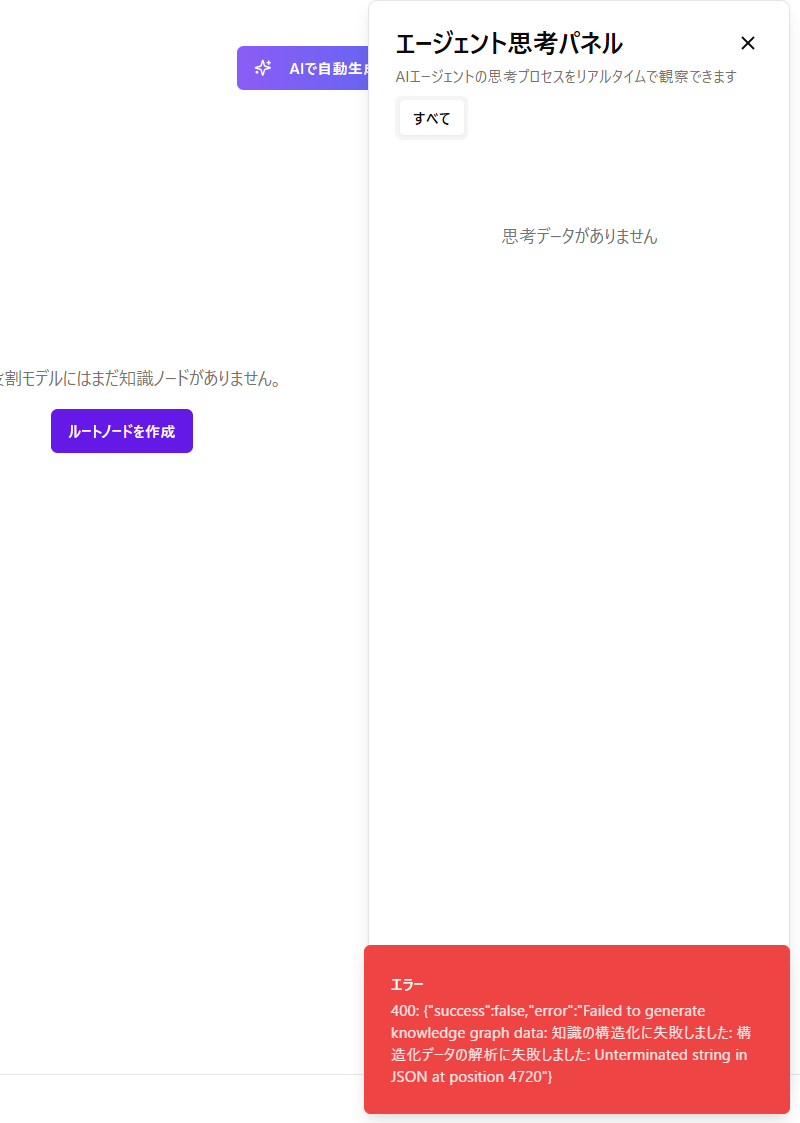 エージェント思考パネル
AIエージェントの思考プロセスをリアルタイムで観察できます
AIで自動生成
すべて
思考データがありません
割モデルにはまだ知識ノードがありません。
ルートノードを作成
エラー
400: {"success":false,"error":"Failed to generate
knowledge graph data: 知識の構造化に失敗しました: 構
造化データの解析に失敗しました: Unterminated string in
JSON at position 4720"}